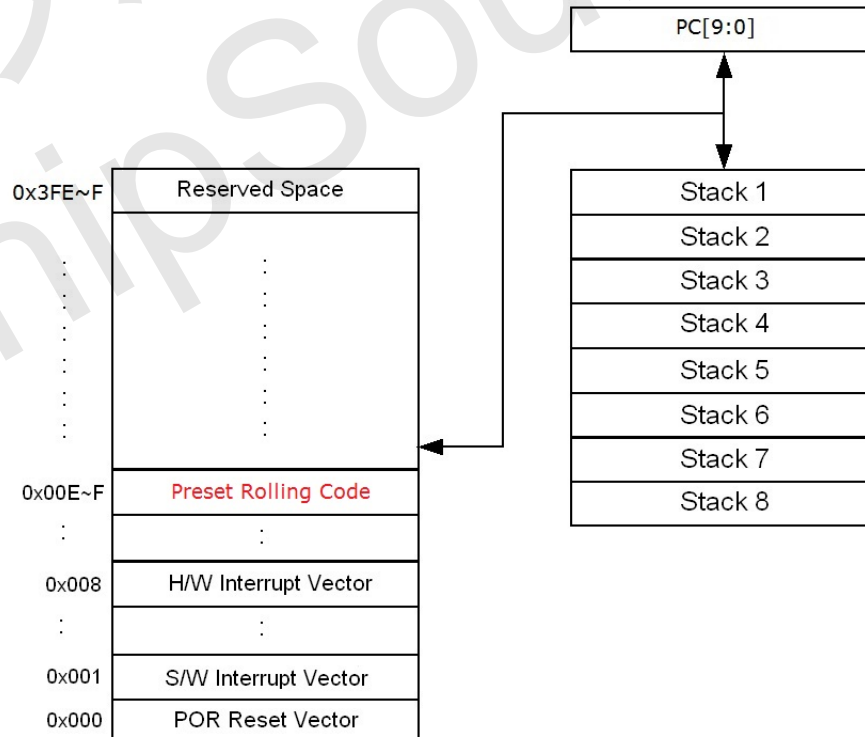 PC[9:0]
0x3FE~F Reserved Space
Stack 1
Stack 2
Stack 3
Stack 4
Stack 5
Stack 6
Stack 7
Stack 8
0x00E~F Preset Rolling Code
0x008 H/W Interrupt Vector
0x001 S/W Interrupt Vector
0x000 POR Reset Vector